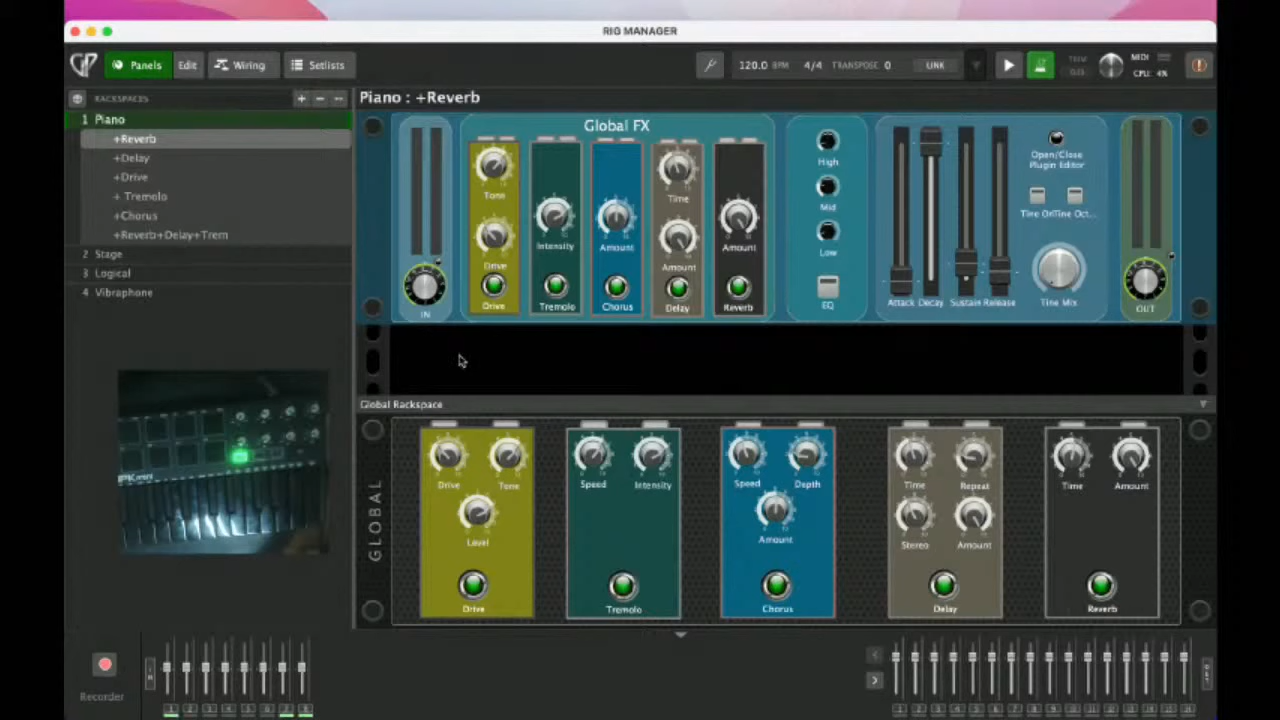 RIG MANAGER
Panels
Edit
Wiring
Setlists
120.0 BPM 4/4 TRANSPOSE 0 LINK
TRIM
MIDI
CPU: 4%
RACKSPACES
Piano : +Reverb
1 Piano
+Reverb
+Delay
+Drive
+ Tremolo
+Chorus
+Reverb+Delay+Trem
2 Stage
3 Logical
4 Vibraphone
IN
Global FX
Tone
Drive
Drive
Intensity
Tremolo
Amount
Chorus
Time
Amount
Delay
Amount
Reverb
High
Mid
Low
EQ
Attack Decay Sustain Release
Open/Close
Plugin Editor
Tine Mix
OUT
Global Rackspace
GLOBAL
Drive Tone
Level
Drive
Speed Intensity
Tremolo
Speed Depth
Amount
Chorus
Time Repeat
Stereo Amount
Delay
Time Amount
Reverb
Recorder